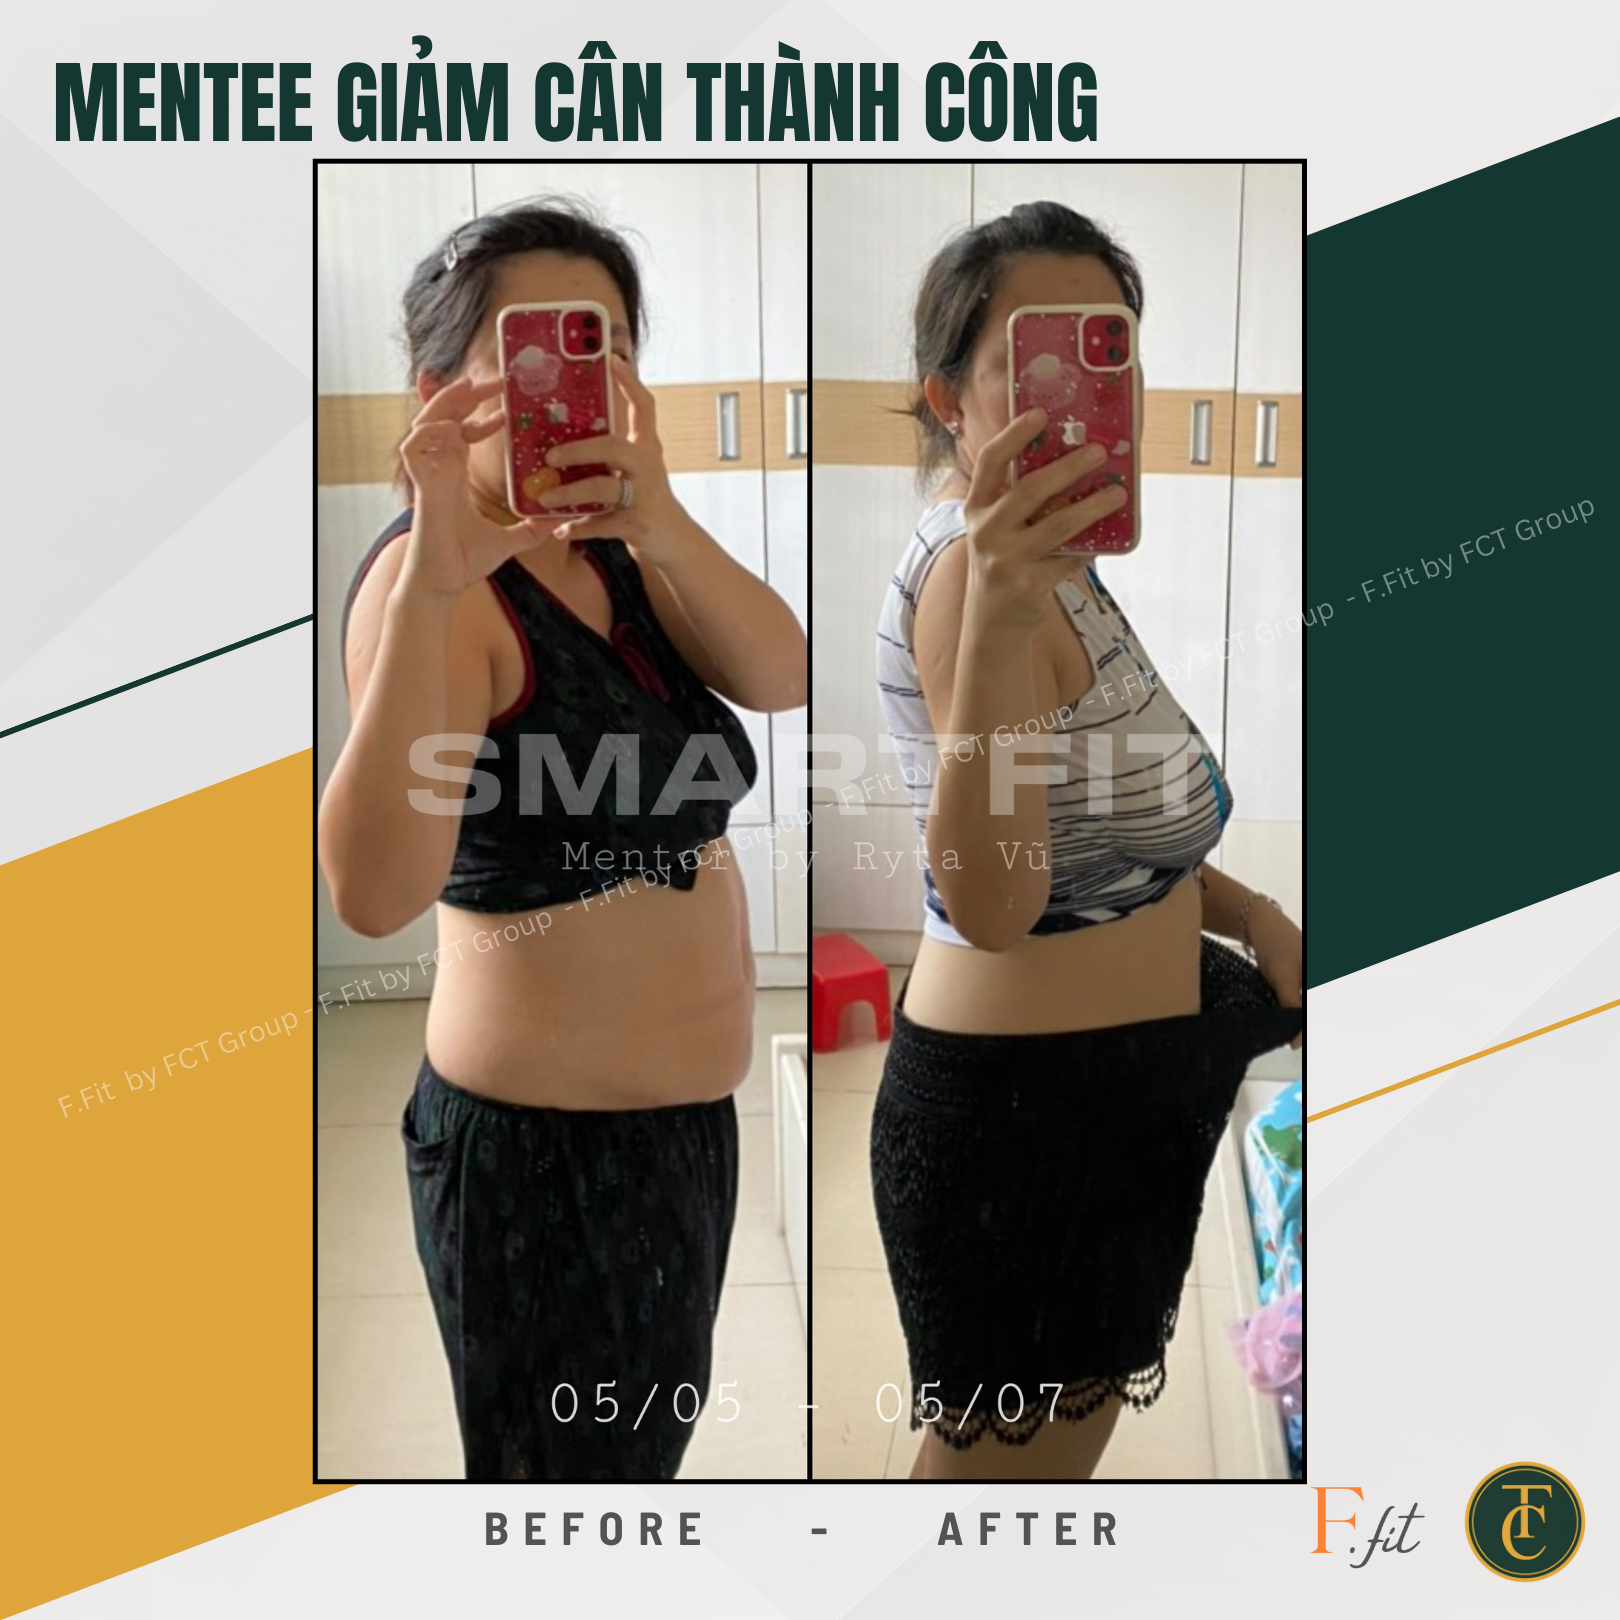 MENTEE GIẢM CÂN THÀNH CÔNG
SMARTFIT
Mentor by Ryta Vũ
F.Fit by FCT Group - F.Fit by FCT Group - F.Fit by FCT Group - F.Fit by FCT Group - F.Fit by FCT Group - F.Fit by FCT Group
05/05 - 05/07
BEFORE - AFTER
F.fit